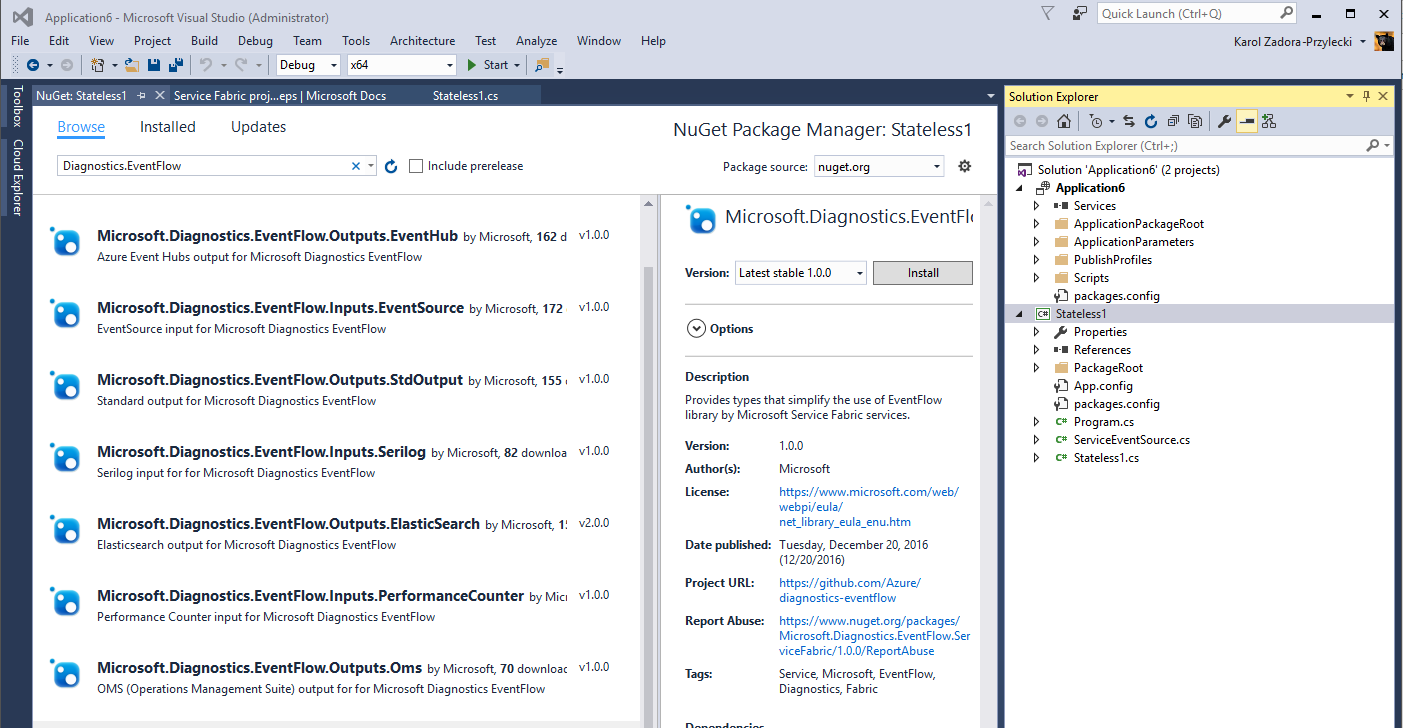 Application6 - Microsoft Visual Studio (Administrator)
Quick Launch (Ctrl+Q)
File Edit View Project Build Debug Team Tools Architecture Test Analyze Window Help
Karol Zadora-Przylecki
Debug x64 Start
Toolbox
Cloud Explorer
NuGet: Stateless1 Service Fabric proj...eps | Microsoft Docs Stateless1.cs
Browse Installed Updates
NuGet Package Manager: Stateless1
Diagnostics.EventFlow
Include prerelease
Package source: nuget.org
Microsoft.Diagnostics.EventFlow.Outputs.EventHub by Microsoft, 162 d v1.0.0
Azure Event Hubs output for Microsoft Diagnostics EventFlow
Microsoft.Diagnostics.EventFlow.Inputs.EventSource by Microsoft, 172 v1.0.0
EventSource input for Microsoft Diagnostics EventFlow
Microsoft.Diagnostics.EventFlow.Outputs.StdOutput by Microsoft, 155 v1.0.0
Standard output for Microsoft Diagnostics EventFlow
Microsoft.Diagnostics.EventFlow.Inputs.Serilog by Microsoft, 82 downloa v1.0.0
Serilog input for for Microsoft Diagnostics EventFlow
Microsoft.Diagnostics.EventFlow.Outputs.ElasticSearch by Microsoft, v2.0.0
Elasticsearch output for Microsoft Diagnostics EventFlow
Microsoft.Diagnostics.EventFlow.Inputs.PerformanceCounter by Micr v1.0.0
Performance Counter input for Microsoft Diagnostics EventFlow
Microsoft.Diagnostics.EventFlow.Outputs.Oms by Microsoft, 70 downloac v1.0.0
OMS (Operations Management Suite) output for for Microsoft Diagnostics EventFlow
Microsoft.Diagnostics.EventFl
Version: Latest stable 1.0.0 Install
Options
Description
Provides types that simplify the use of EventFlow
library by Microsoft Service Fabric services.
Version: 1.0.0
Author(s): Microsoft
License: https://www.microsoft.com/web/
webpi/eula/
net_library_eula_enu.htm
Date published: Tuesday, December 20, 2016
(12/20/2016)
Project URL: https://github.com/Azure/
diagnostics-eventflow
Report Abuse: https://www.nuget.org/packages/
Microsoft.Diagnostics.EventFlow.Ser
viceFabric/1.0.0/ReportAbuse
Tags: Service, Microsoft, EventFlow,
Diagnostics, Fabric
Dependencies
Solution Explorer
Search Solution Explorer (Ctrl+;)
Solution 'Application6' (2 projects)
Application6
Services
ApplicationPackageRoot
ApplicationParameters
PublishProfiles
Scripts
packages.config
C# Stateless1
Properties
References
PackageRoot
App.config
packages.config
C# Program.cs
C# ServiceEventSource.cs
C# Stateless1.cs